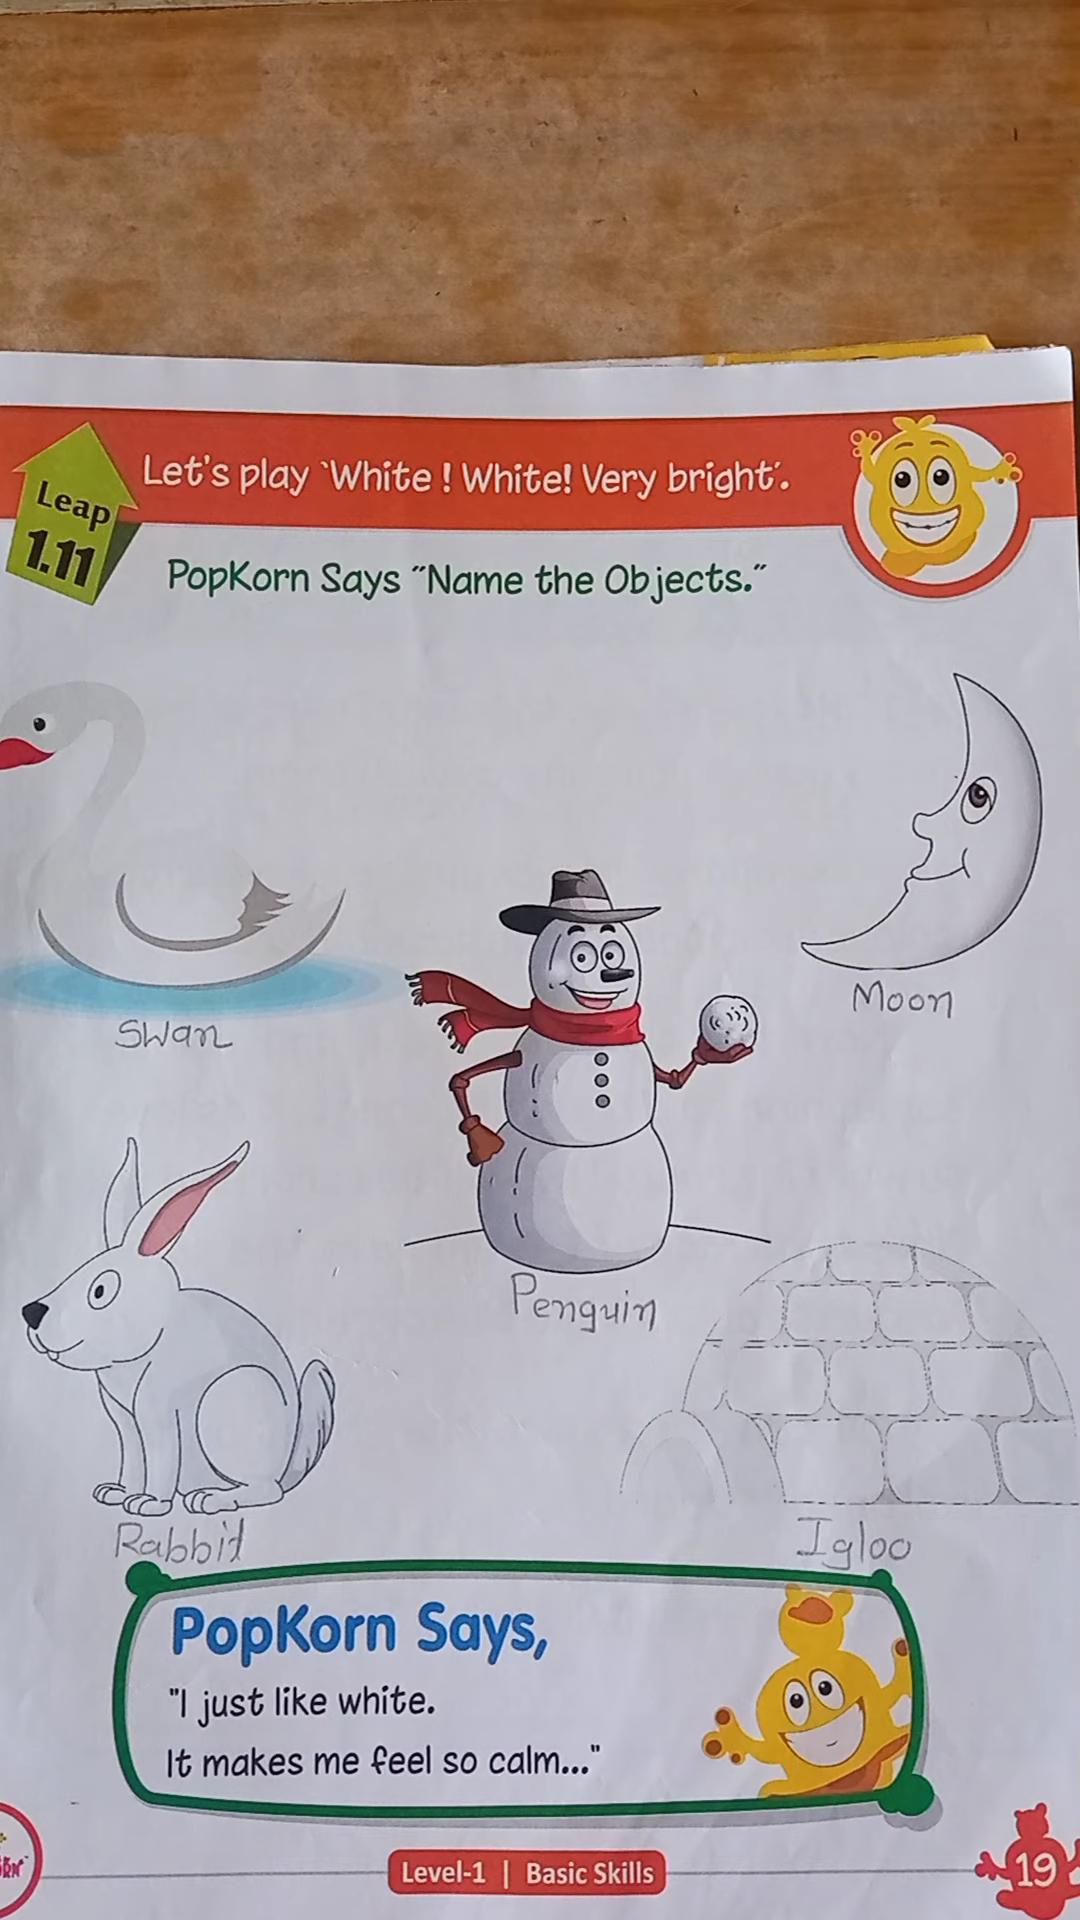 Leap
1.11
Let's play `White ! White! Very bright´.
PopKorn Says "Name the Objects."
Moon
Swan
Penguin
Rabbit
Igloo
PopKorn Says,
"I just like white.
It makes me feel so calm..."
Level-1 | Basic Skills
19